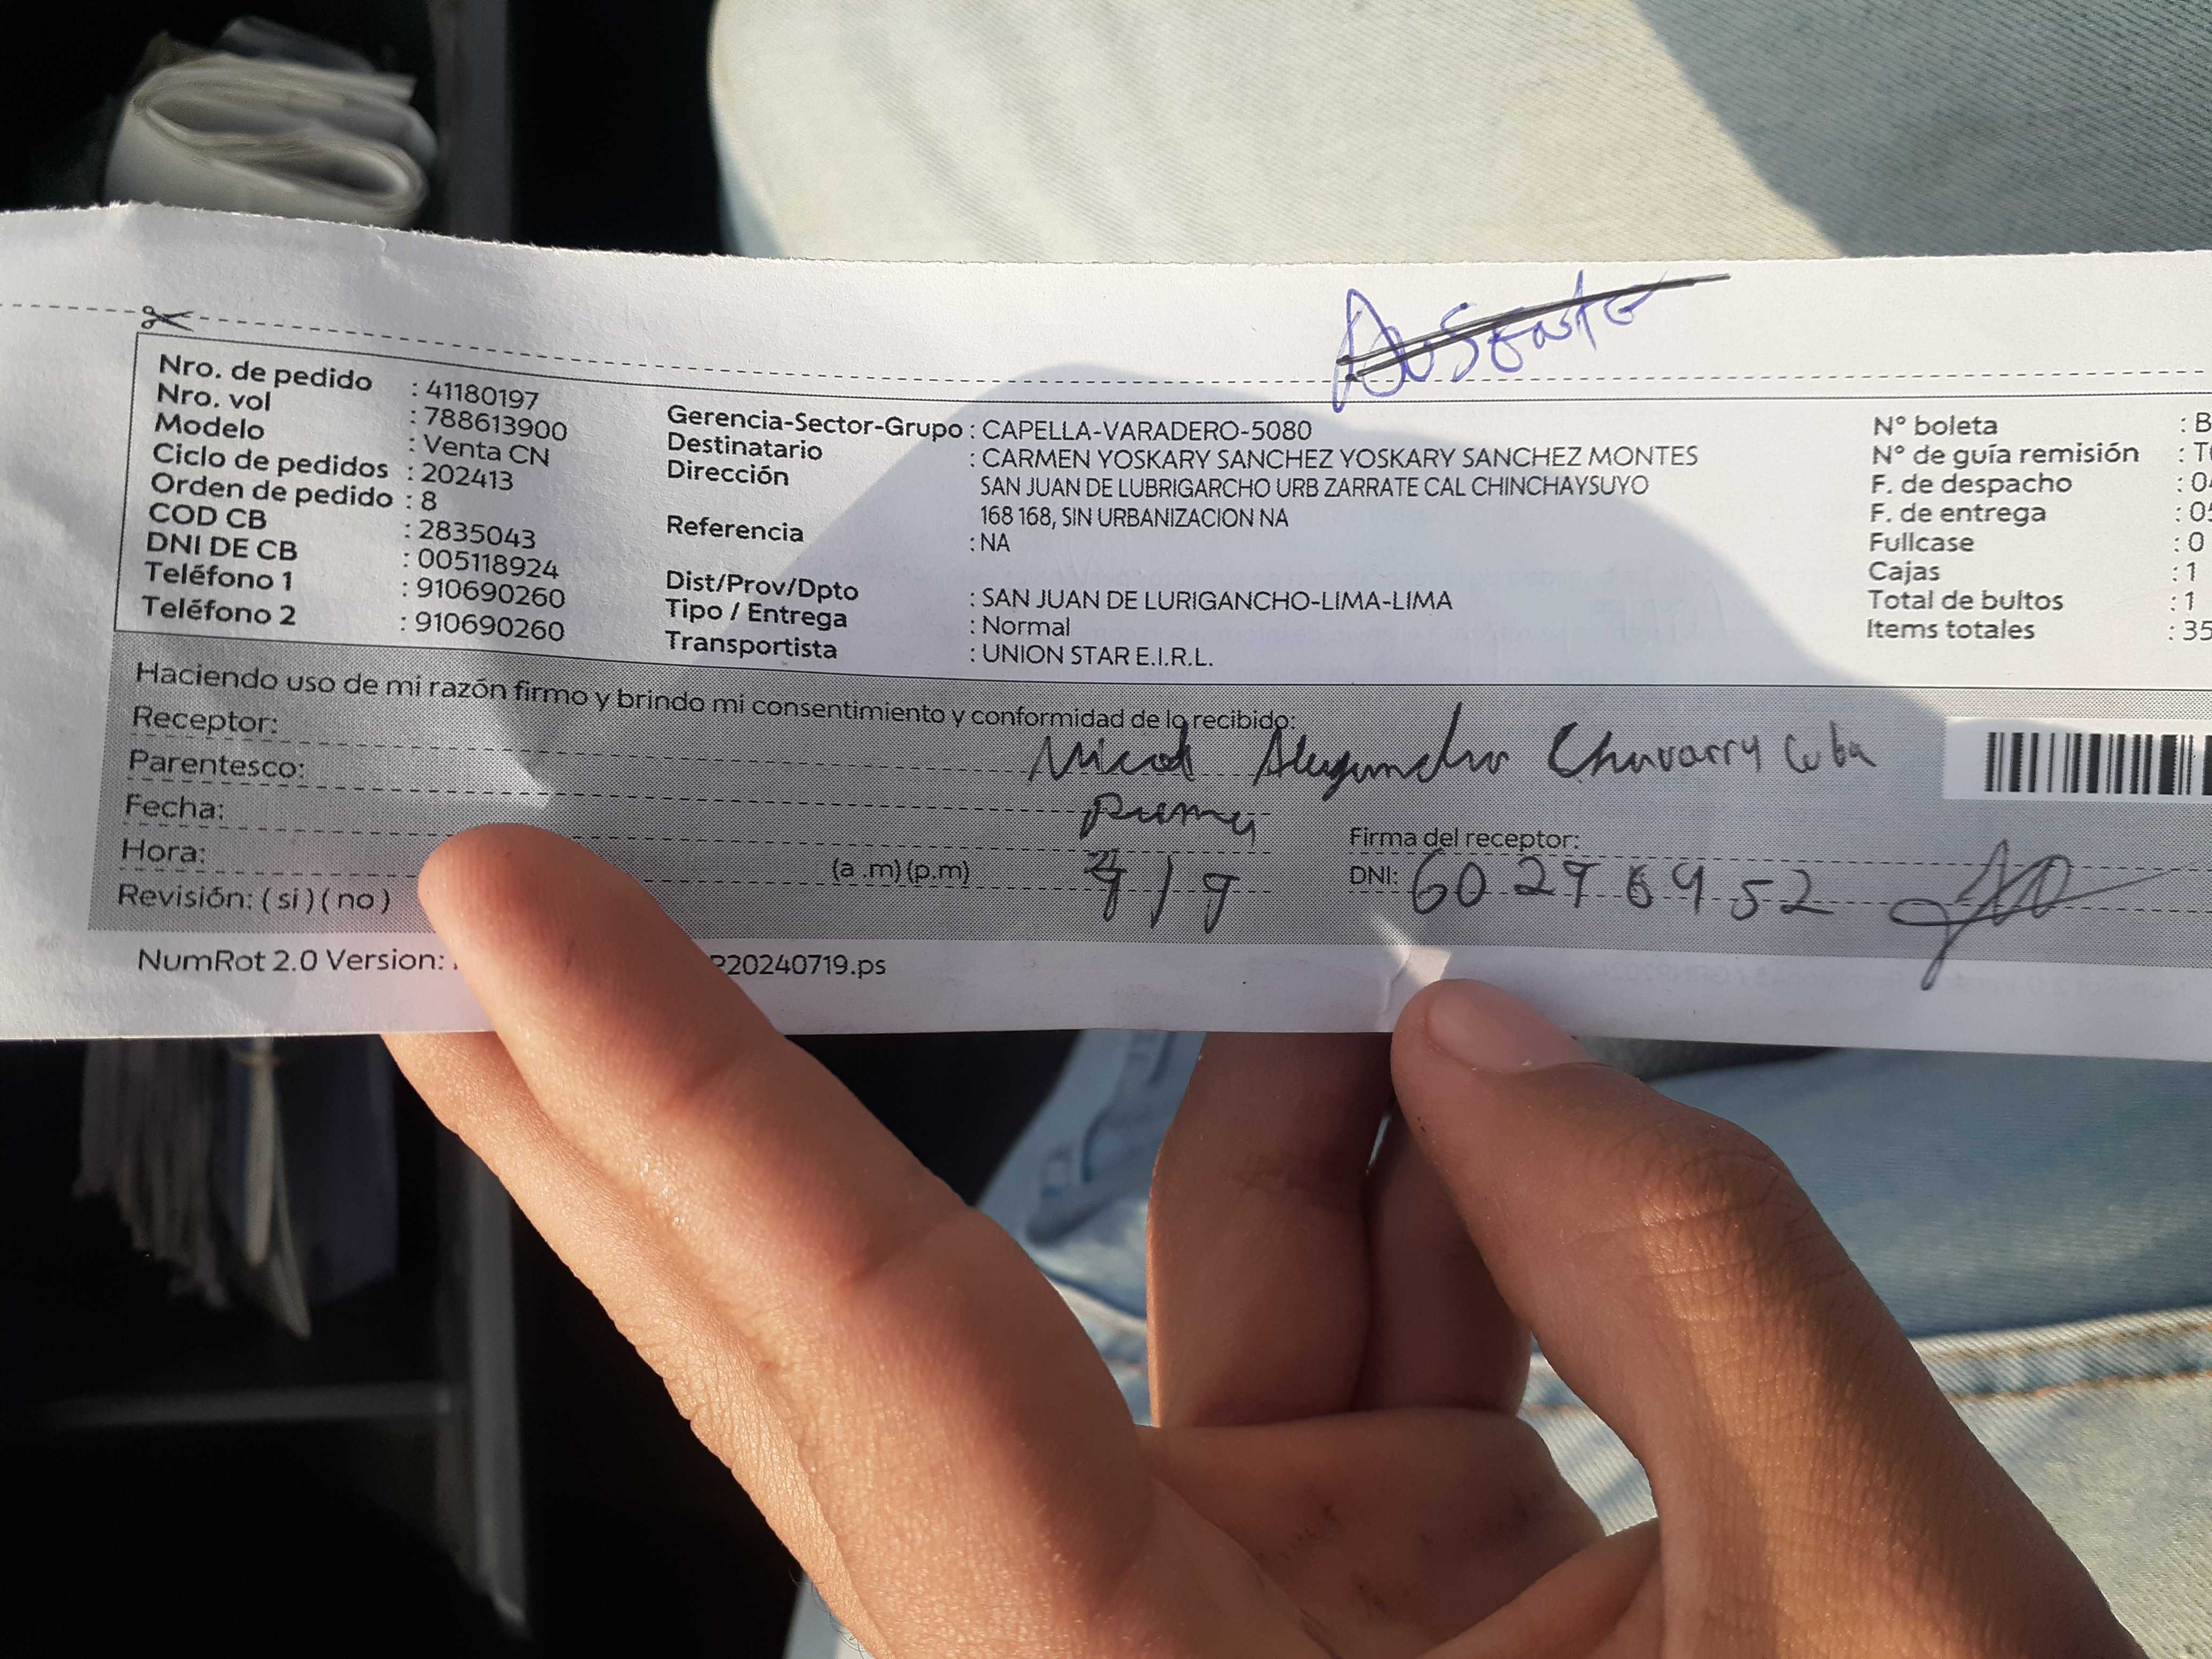 Ausente
Nro. de pedido : 41180197
Nro. vol : 788613900
Modelo : Venta CN
Ciclo de pedidos : 202413
Orden de pedido : 8
COD CB : 2835043
DNI DE CB : 005118924
Teléfono 1 : 910690260
Teléfono 2 : 910690260
Gerencia-Sector-Grupo : CAPELLA-VARADERO-5080
Destinatario : CARMEN YOSKARY SANCHEZ YOSKARY SANCHEZ MONTES
Dirección SAN JUAN DE LUBRIGARCHO URB ZARRATE CAL CHINCHAYSUYO
168 168, SIN URBANIZACION NA
Referencia : NA
Dist/Prov/Dpto : SAN JUAN DE LURIGANCHO-LIMA-LIMA
Tipo / Entrega : Normal
Transportista : UNION STAR E.I.R.L.
N° boleta : B
N° de guía remisión : T
F. de despacho : 0
F. de entrega : 0
Fullcase : 0
Cajas : 1
Total de bultos : 1
Items totales : 35
Haciendo uso de mi razón firmo y brindo mi consentimiento y conformidad de lo recibido:
Receptor: Chavarry Cuba
Parentesco:
Fecha:
Firma del receptor:
Hora: (a .m)(p.m)
DNI:
Revisión: ( si ) ( no )
NumRot 2.0 Version: 20240719.ps